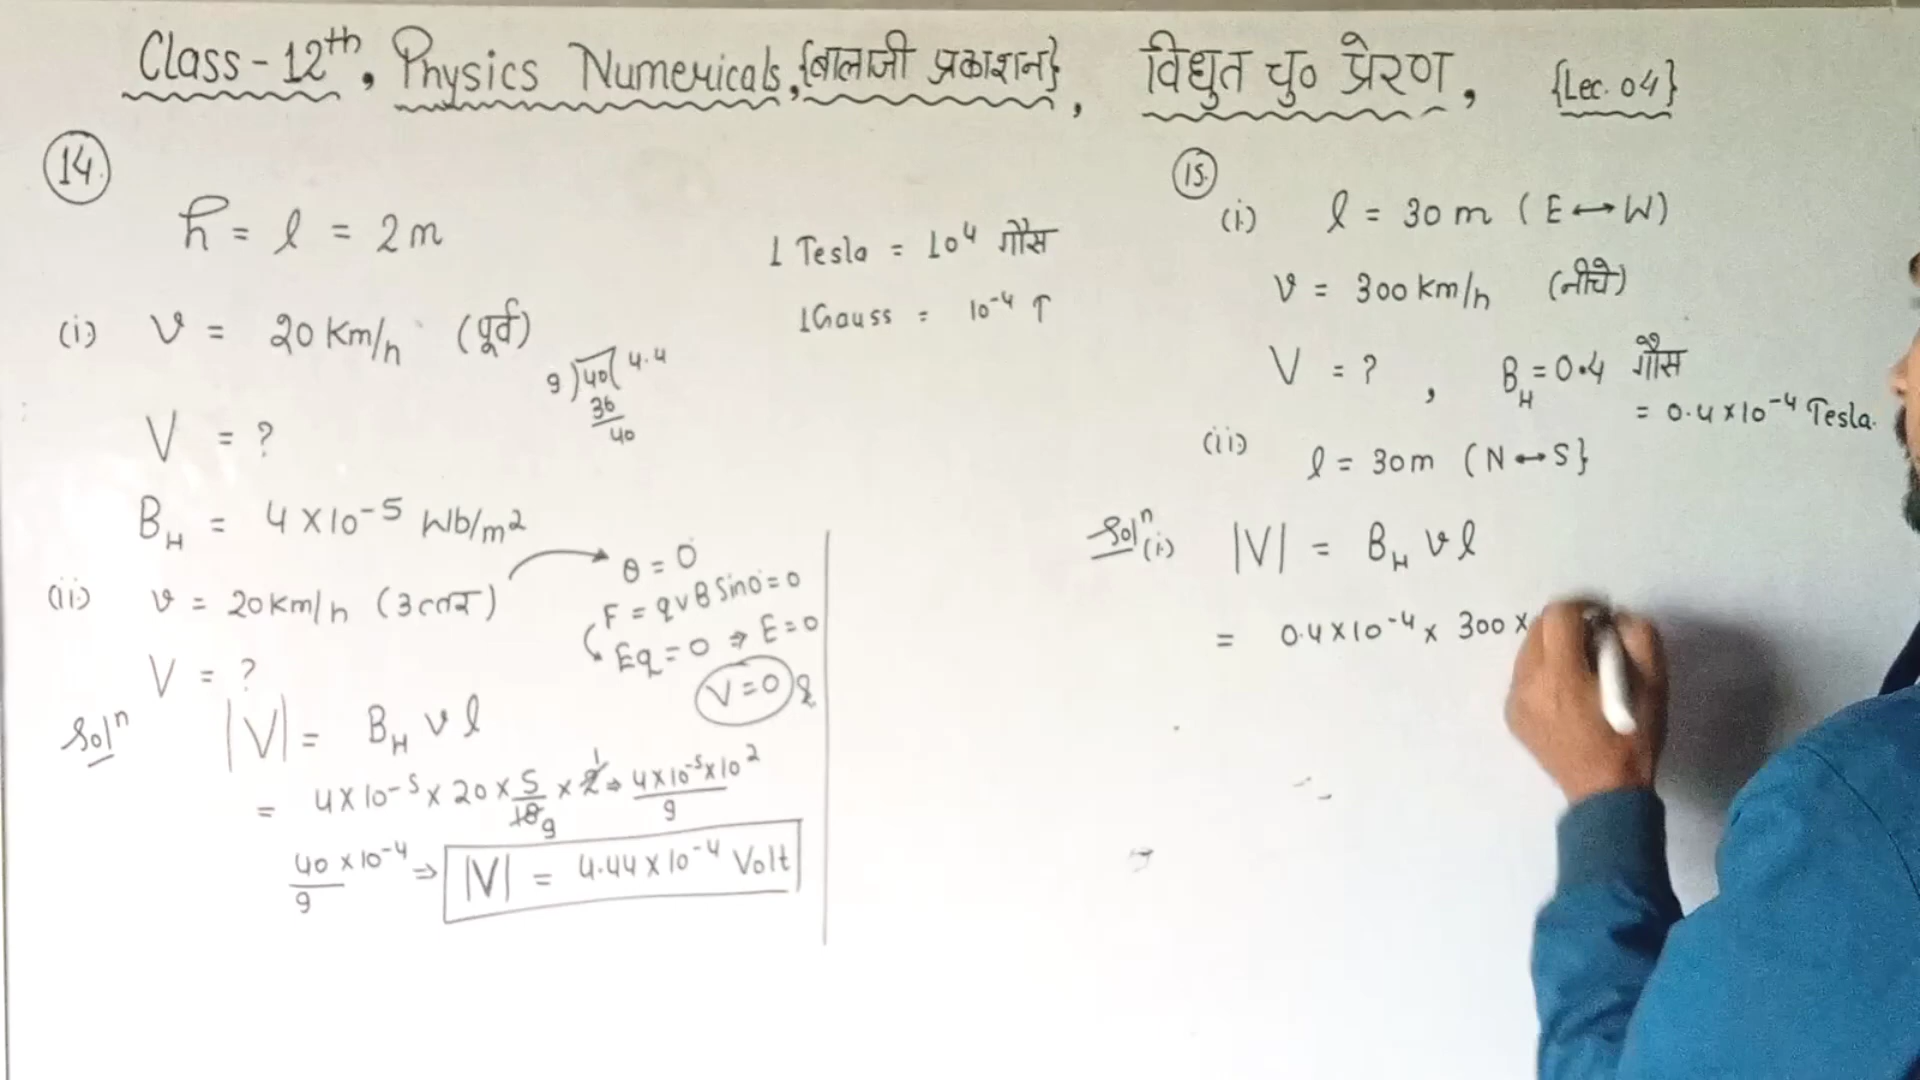 Class-12th, Physics Numericals, {बालाजी प्रकाशन}, विधुत चु० प्रेरण, {Lec. 04}
14.
h = l = 2m
1 Tesla = 10⁴ गौस
1Gauss = 10⁻⁴ T
(i) v = 20 Km/h (पूर्व)
9)40(4.4
36
40
V = ?
B_H = 4×10⁻⁵ Wb/m²
(ii) v = 20Km/h (उत्तर)
θ = 0
F = qvB Sin0 = 0
Eq = 0 ⇒ E = 0
V = 0
V = ?
Solⁿ |V| = B_H v l
= 4×10⁻⁵ × 20 × 5/18 9 × 2 1 ⇒ 4×10⁻⁵×10²/9
40/9 ×10⁻⁴ ⇒ |V| = 4.44×10⁻⁴ Volt
15.
(i) l = 30m (E↔W)
v = 300 km/h (नीचे)
V = ? , B_H = 0.4 गौस
= 0.4×10⁻⁴ Tesla.
(ii) l = 30m (N↔S}
Solⁿ (i) |V| = B_H v l
= 0.4×10⁻⁴ × 300 ×